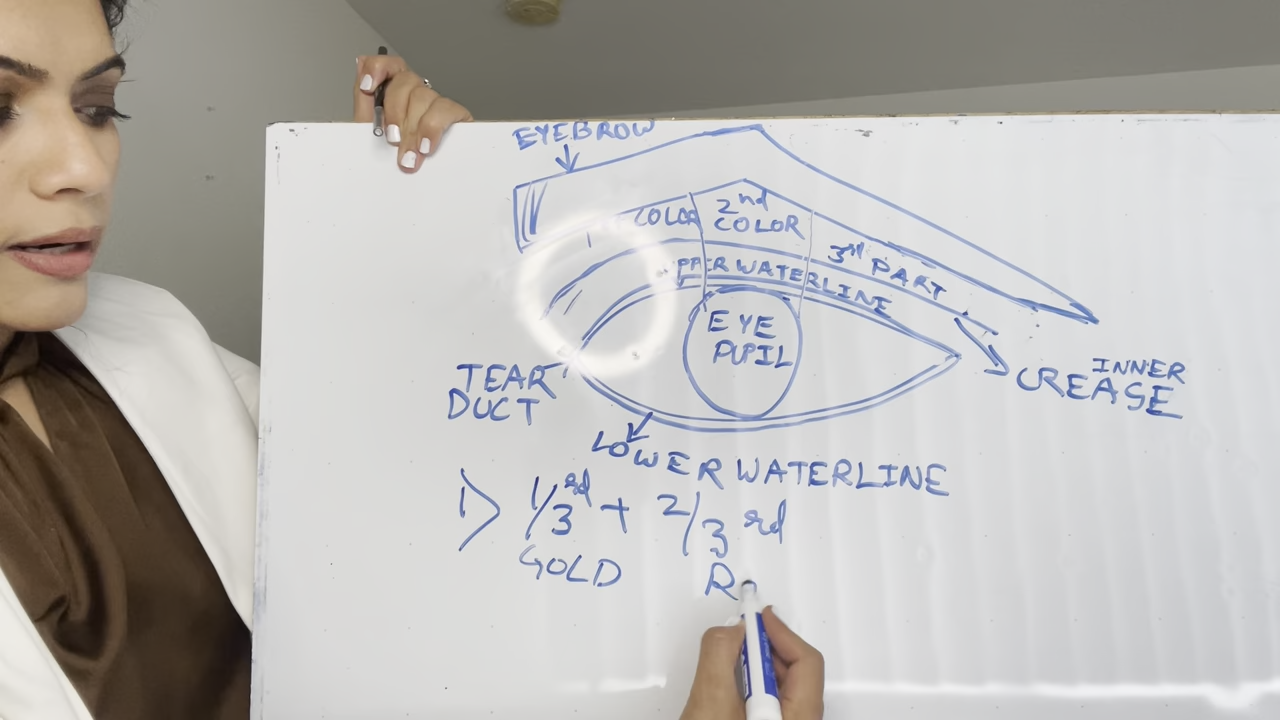 EYEBROW
COLOR
2nd
COLOR
3rd PART
WATERLINE
EYE
PUPIL
TEAR
DUCT
INNER
CREASE
LOWER WATERLINE
1) 1/3rd + 2/3rd
GOLD